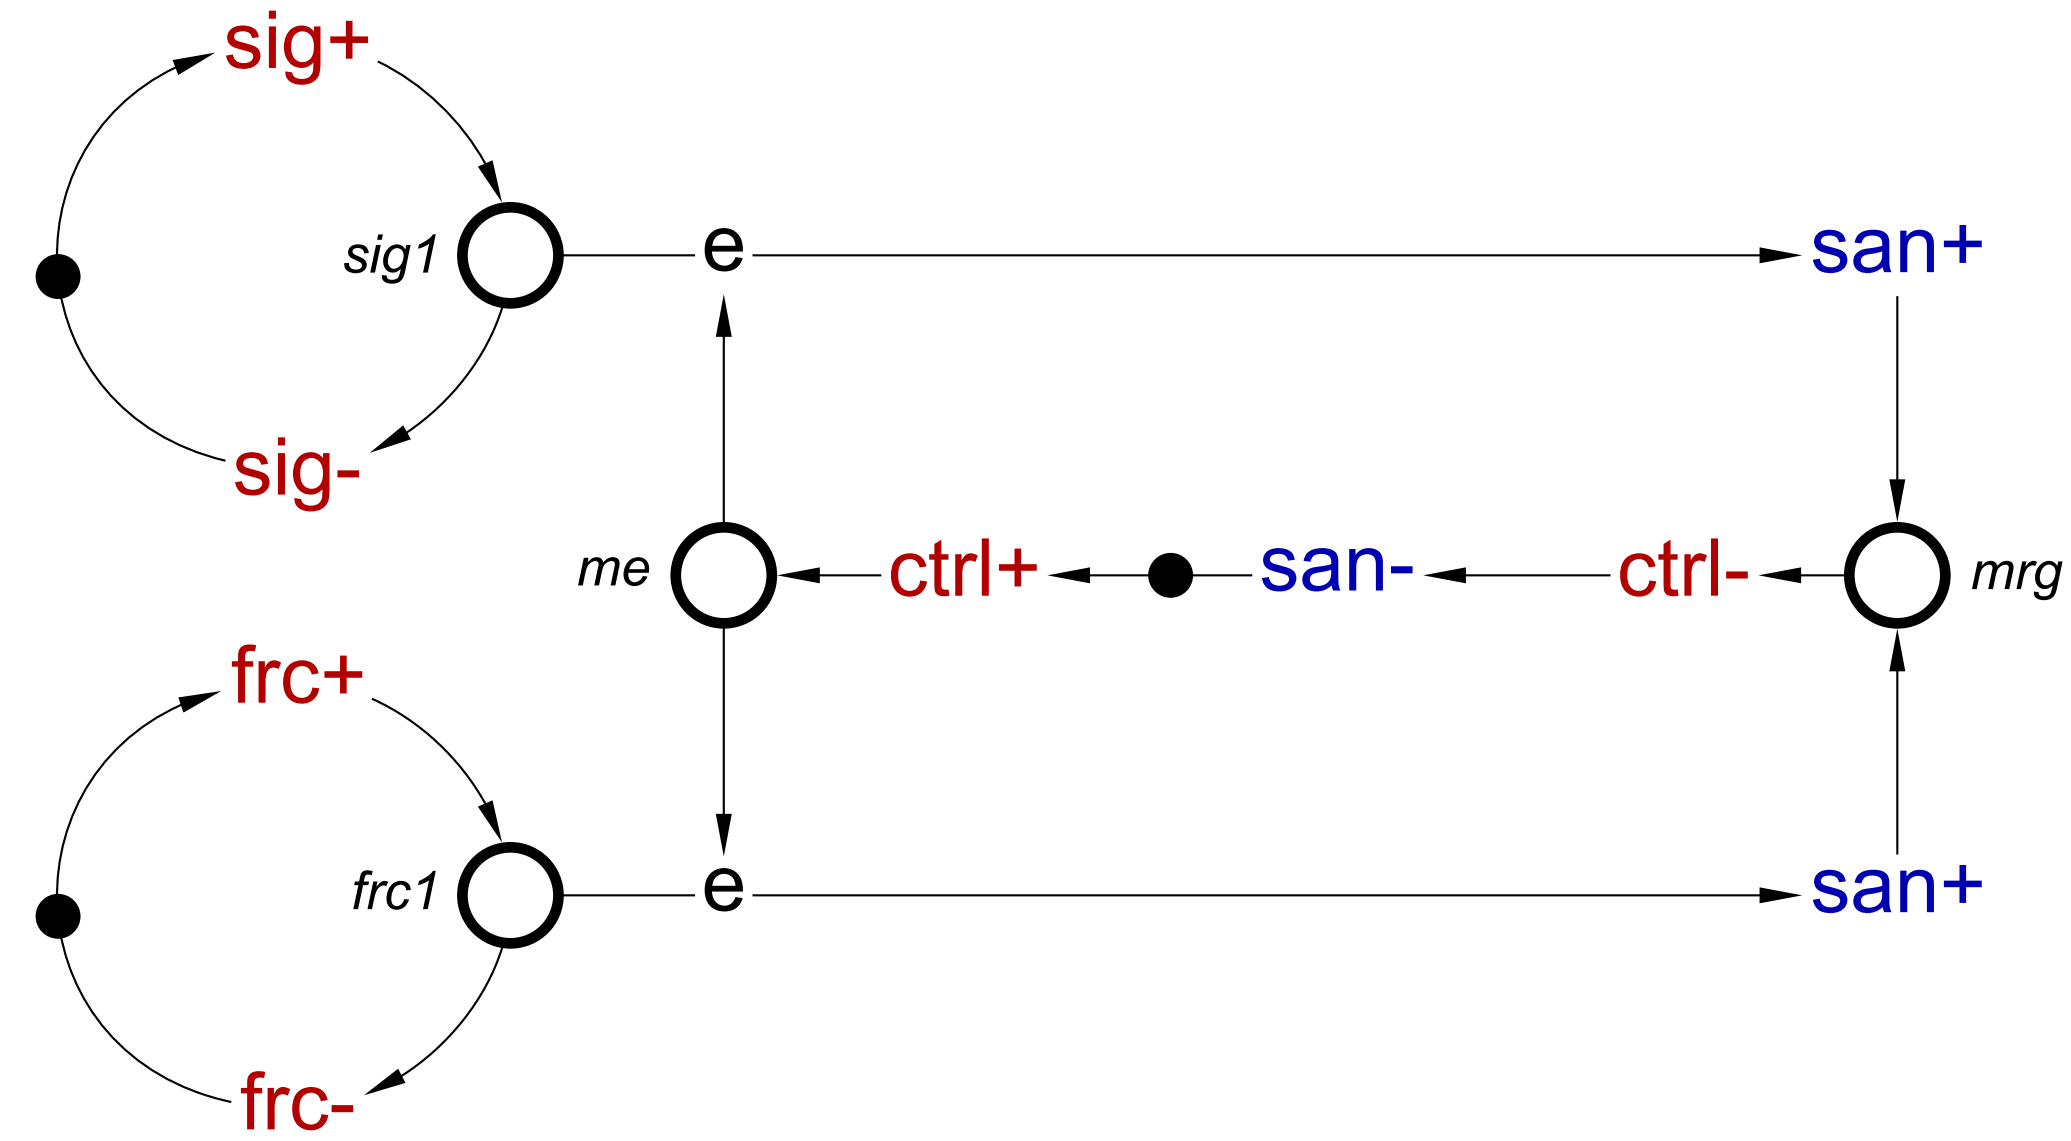 sig+
sig1 e san+
sig-
me ctrl+ san- ctrl- mrg
frc+
frc1 e san+
frc-